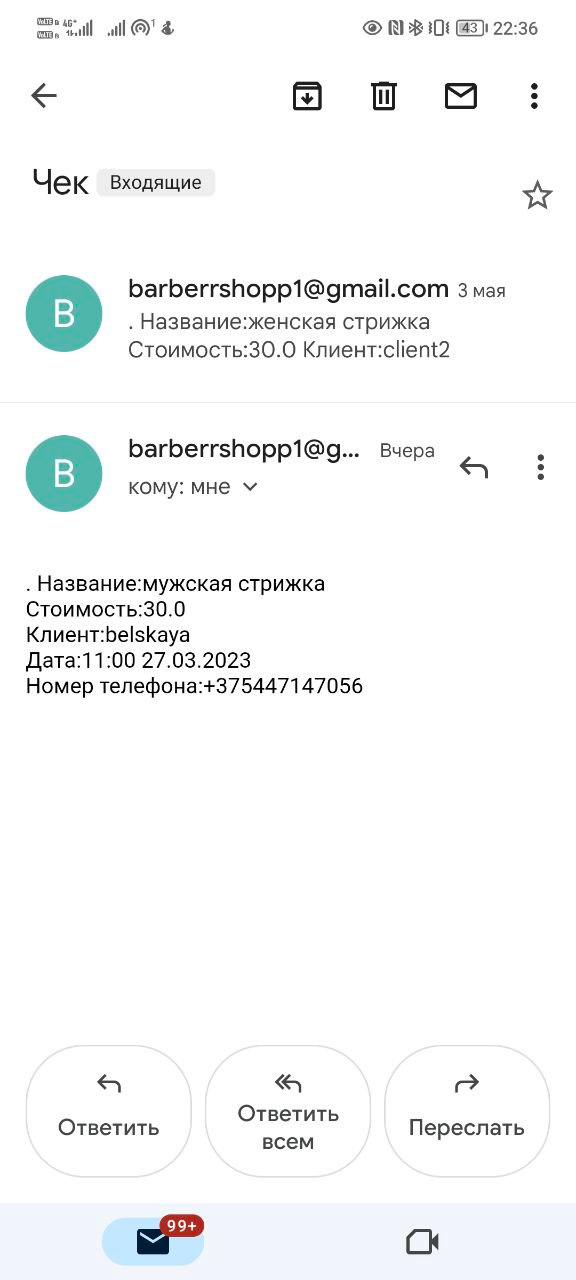 4G+ 1 43 22:36
Чек Входящие
B
barberrshopp1@gmail.com 3 мая
. Название:женская стрижка
Стоимость:30.0 Клиент:client2
B
barberrshopp1@g... Вчера
кому: мне
. Название:мужская стрижка
Стоимость:30.0
Клиент:belskaya
Дата:11:00 27.03.2023
Номер телефона:+375447147056
Ответить
Ответить
всем
Переслать
99+